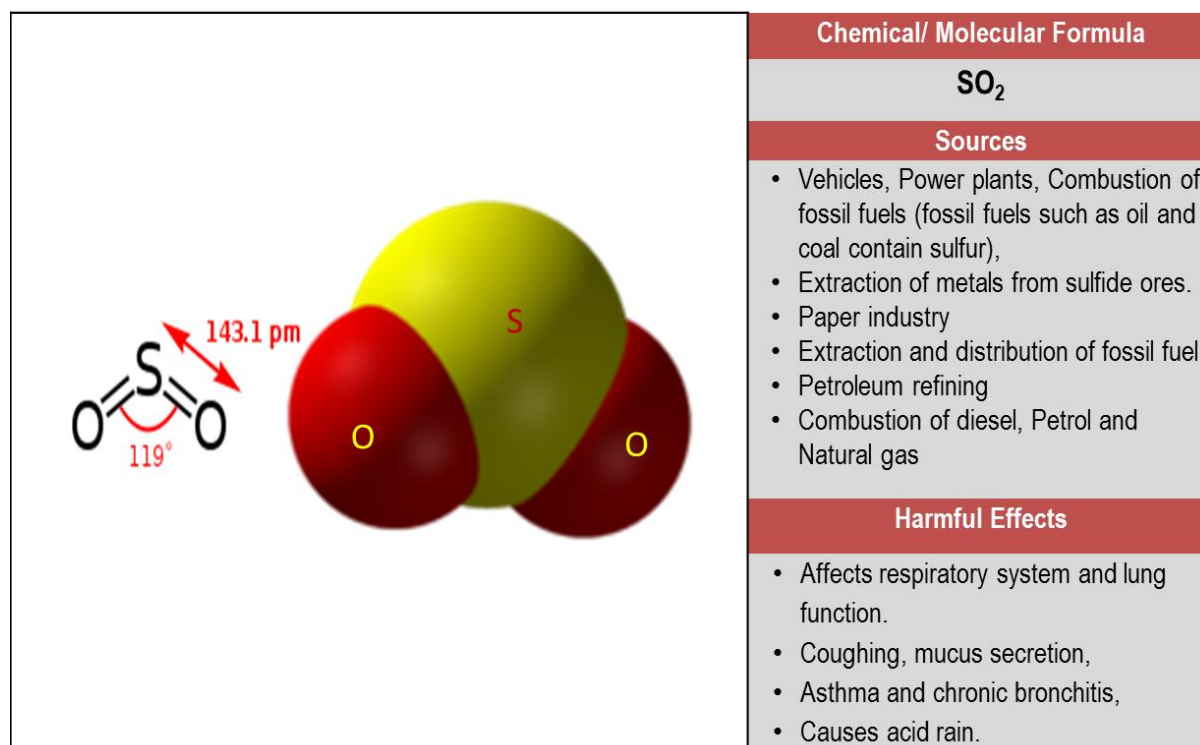 143.1 pm
S
O O
119°
S
O
O
Chemical/ Molecular Formula
SO₂
Sources
• Vehicles, Power plants, Combustion of
fossil fuels (fossil fuels such as oil and
coal contain sulfur),
• Extraction of metals from sulfide ores.
• Paper industry
• Extraction and distribution of fossil fuel
• Petroleum refining
• Combustion of diesel, Petrol and
Natural gas
Harmful Effects
• Affects respiratory system and lung
function.
• Coughing, mucus secretion,
• Asthma and chronic bronchitis,
• Causes acid rain.